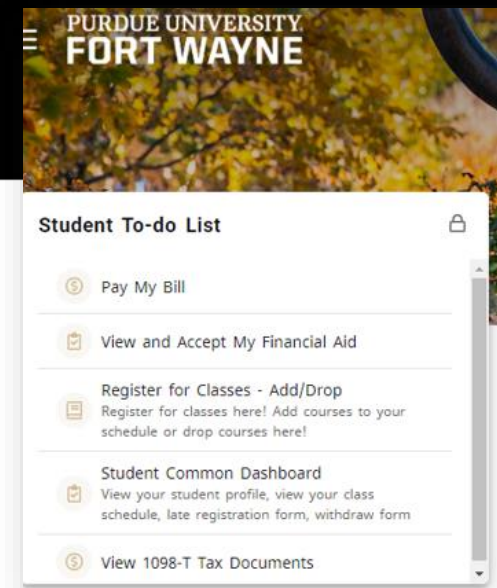 PURDUE UNIVERSITY
FORT WAYNE
Student To-do List
Pay My Bill
View and Accept My Financial Aid
Register for Classes - Add/Drop
Register for classes here! Add courses to your
schedule or drop courses here!
Student Common Dashboard
View your student profile, view your class
schedule, late registration form, withdraw form
View 1098-T Tax Documents